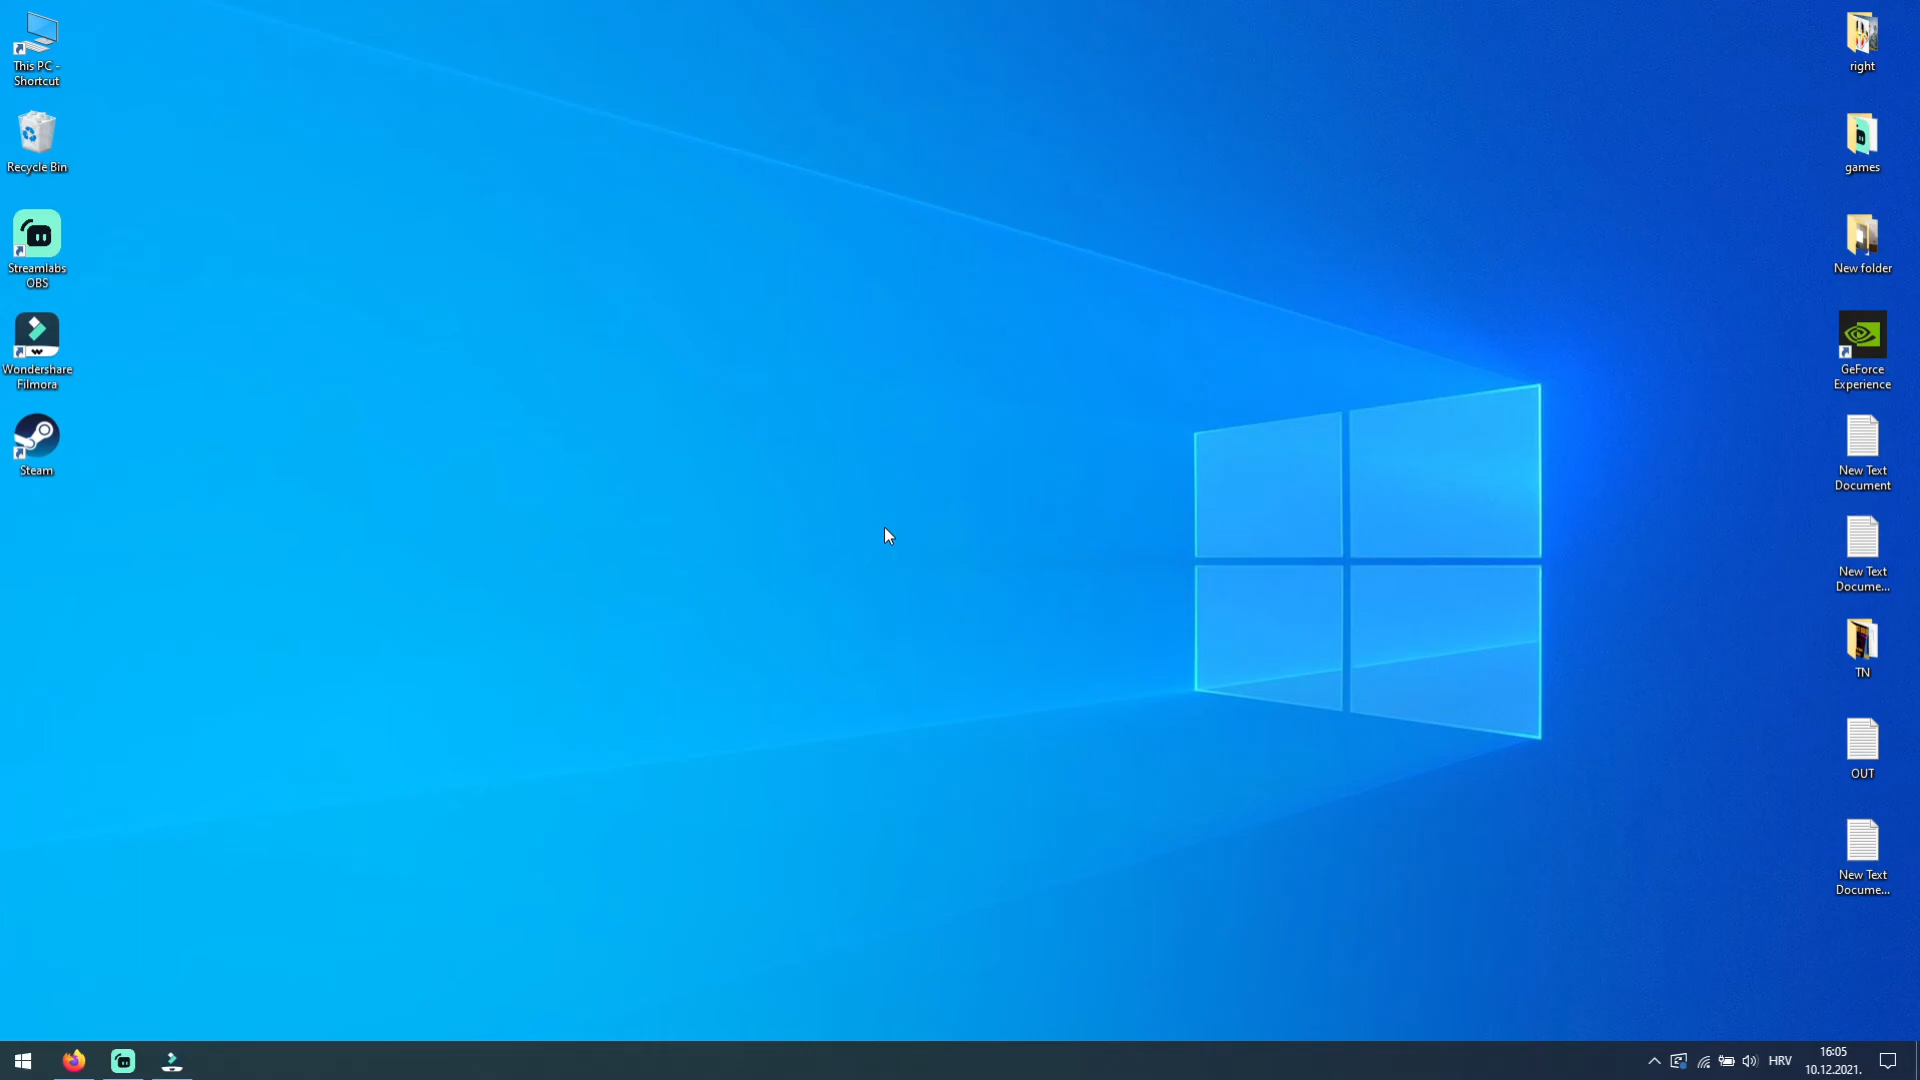 This PC -
Shortcut
Recycle Bin
Streamlabs
OBS
Wondershare
Filmora
Steam
right
games
New folder
GeForce
Experience
New Text
Document
New Text
Docume...
TN
OUT
New Text
Docume...
HRV
16:05
10.12.2021.